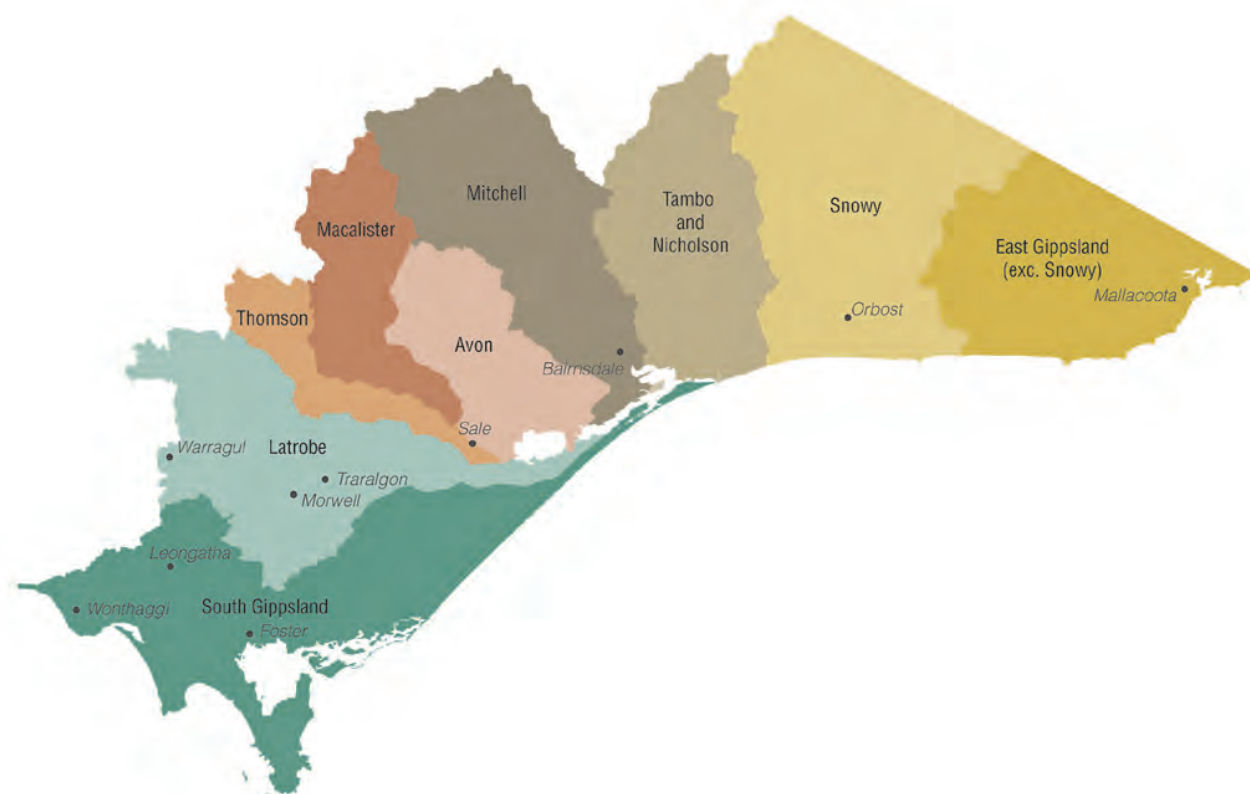 Mitchell
Macalister
Tambo
and
Nicholson
Snowy
East Gippsland
(exc. Snowy)
Mallacoota
Thomson
Avon
Orbost
Bairnsdale
Sale
Latrobe
Warragul
Traralgon
Morwell
Leongatha
Wonthaggi
South Gippsland
Foster